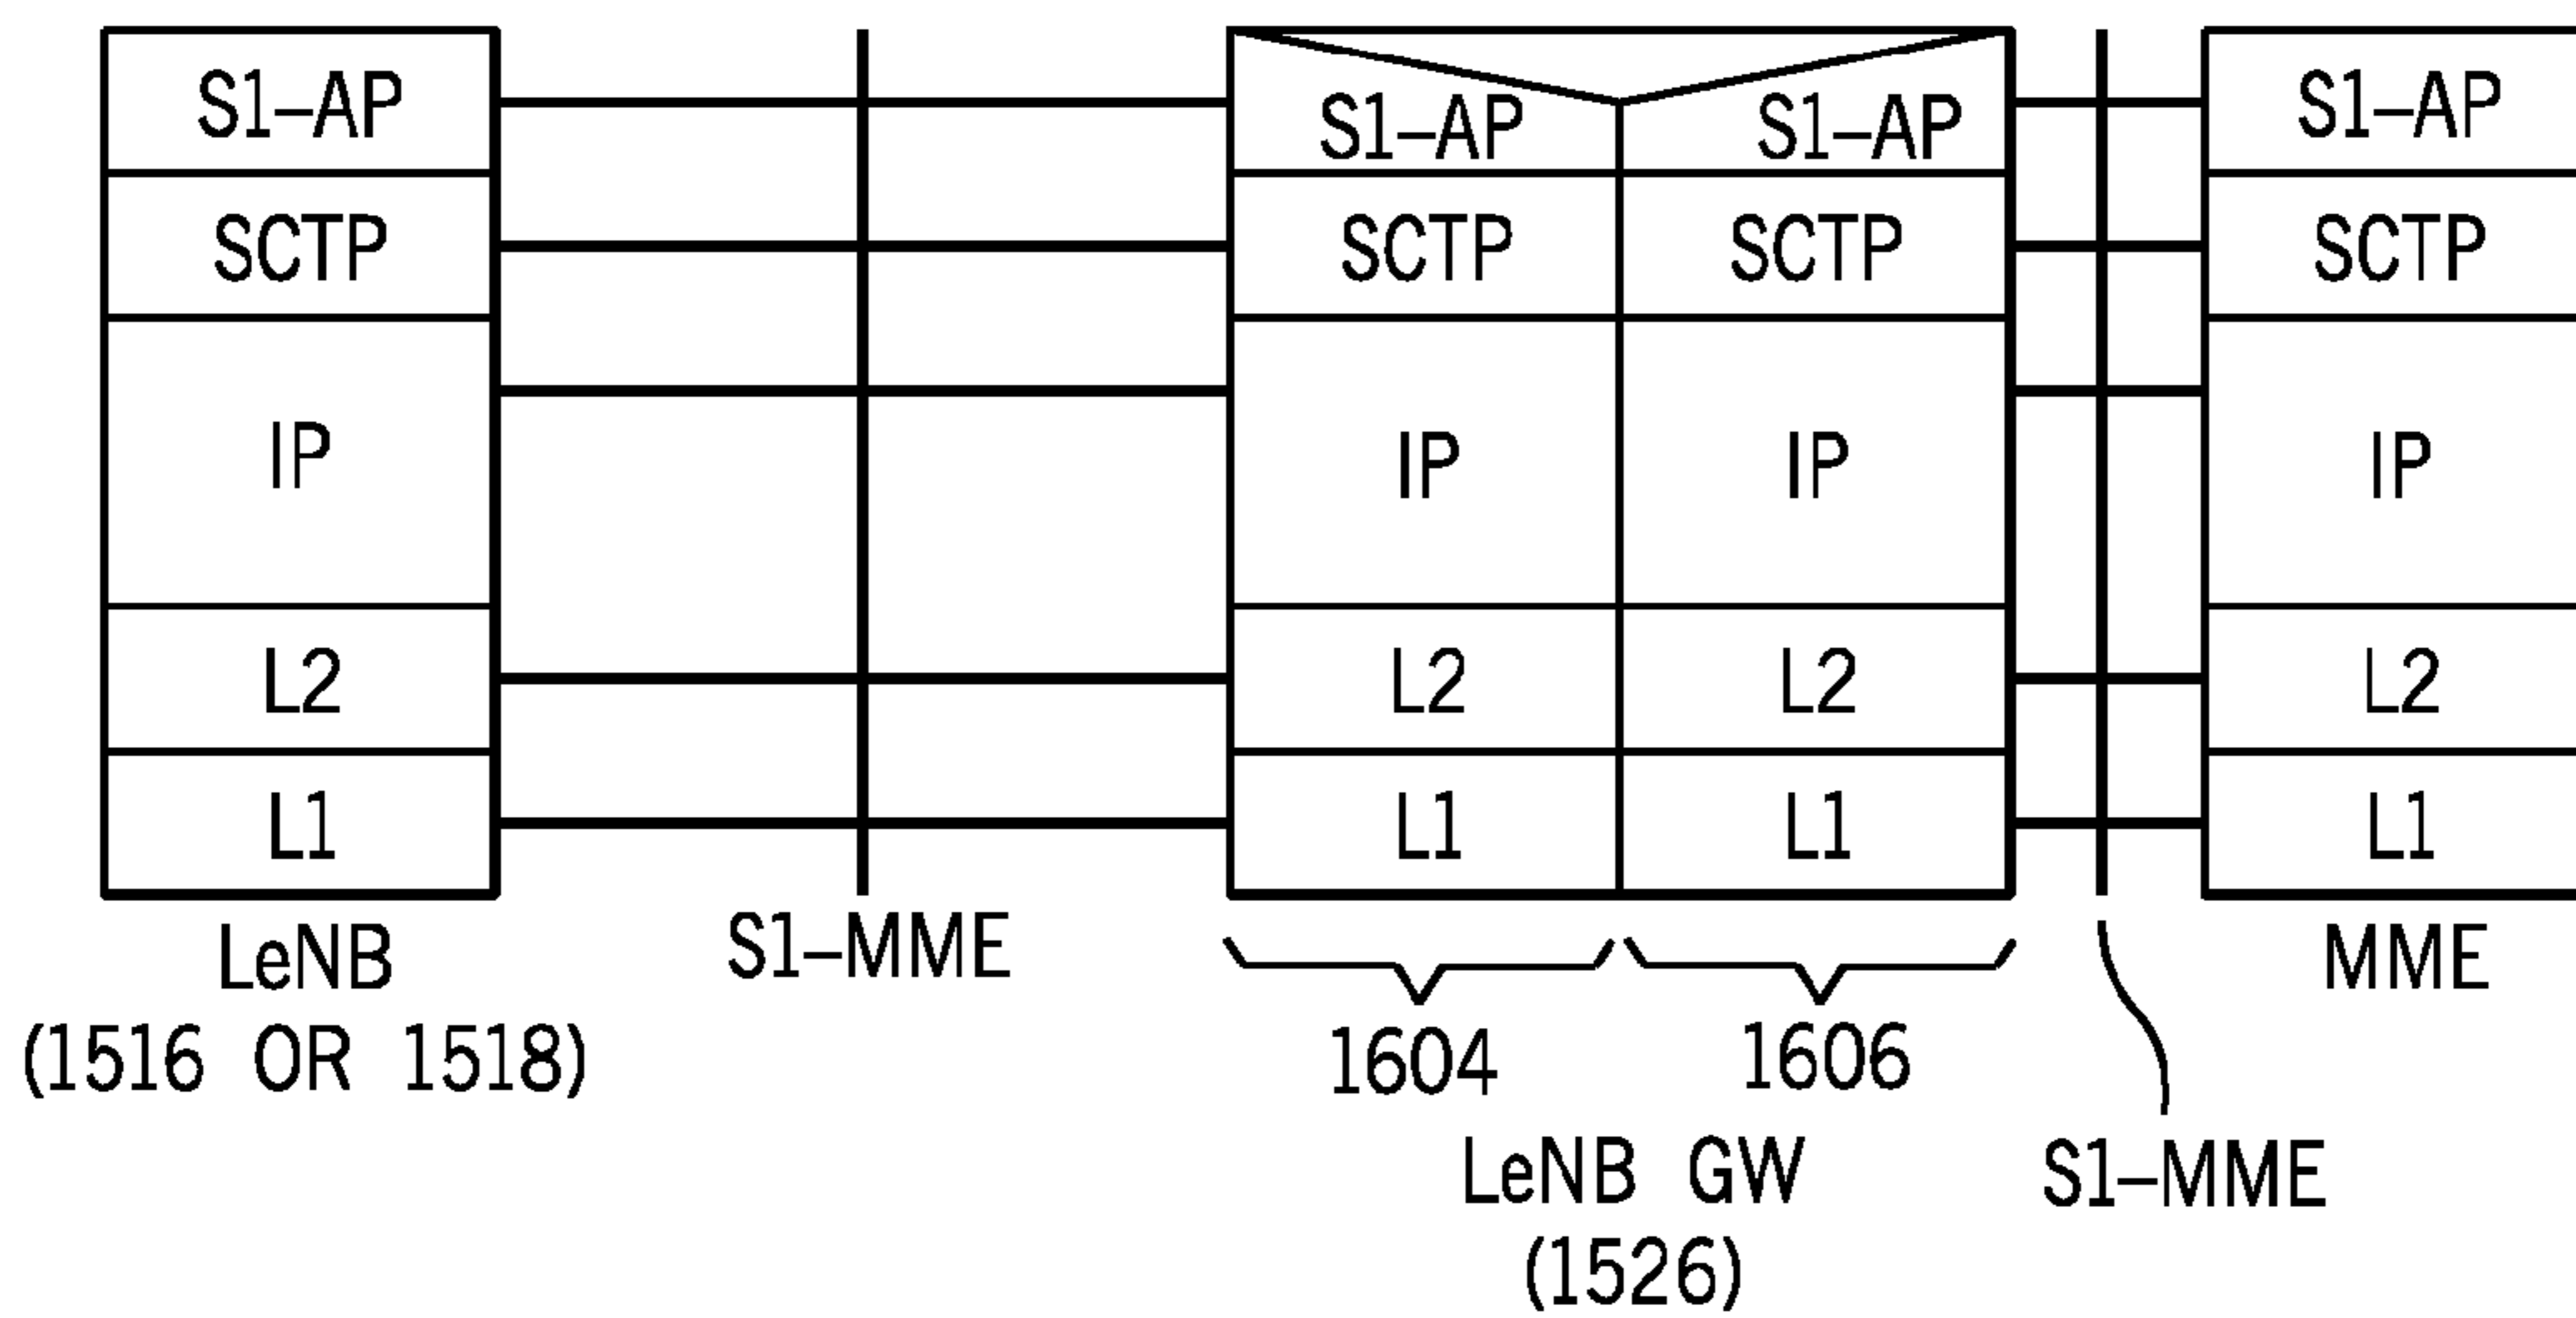 S1–AP S1–AP S1–AP S1–AP
SCTP SCTP SCTP SCTP
IP IP IP IP
L2 L2 L2 L2
L1 L1 L1 L1
LeNB S1–MME MME
(1516 OR 1518) 1604 1606
LeNB GW S1–MME
(1526)